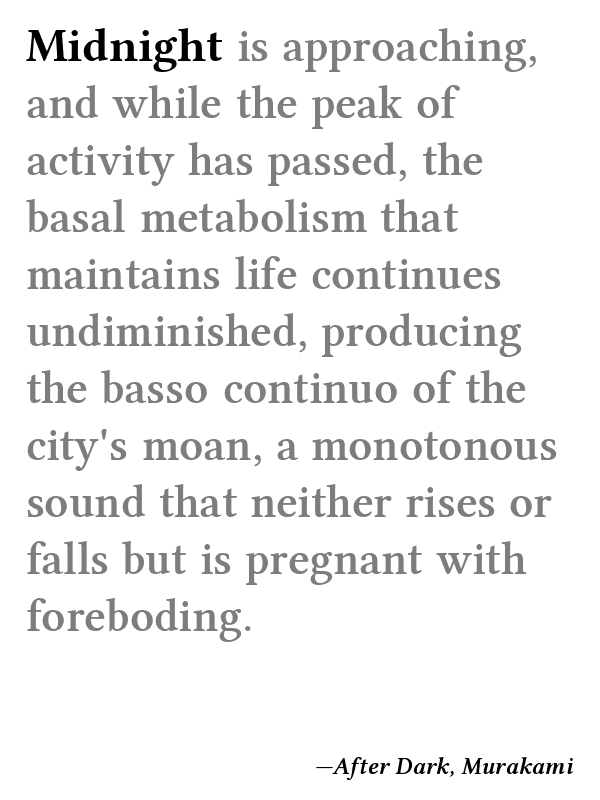 Midnight is approaching,
and while the peak of
activity has passed, the
basal metabolism that
maintains life continues
undiminished, producing
the basso continuo of the
city's moan, a monotonous
sound that neither rises or
falls but is pregnant with
foreboding.
—After Dark, Murakami